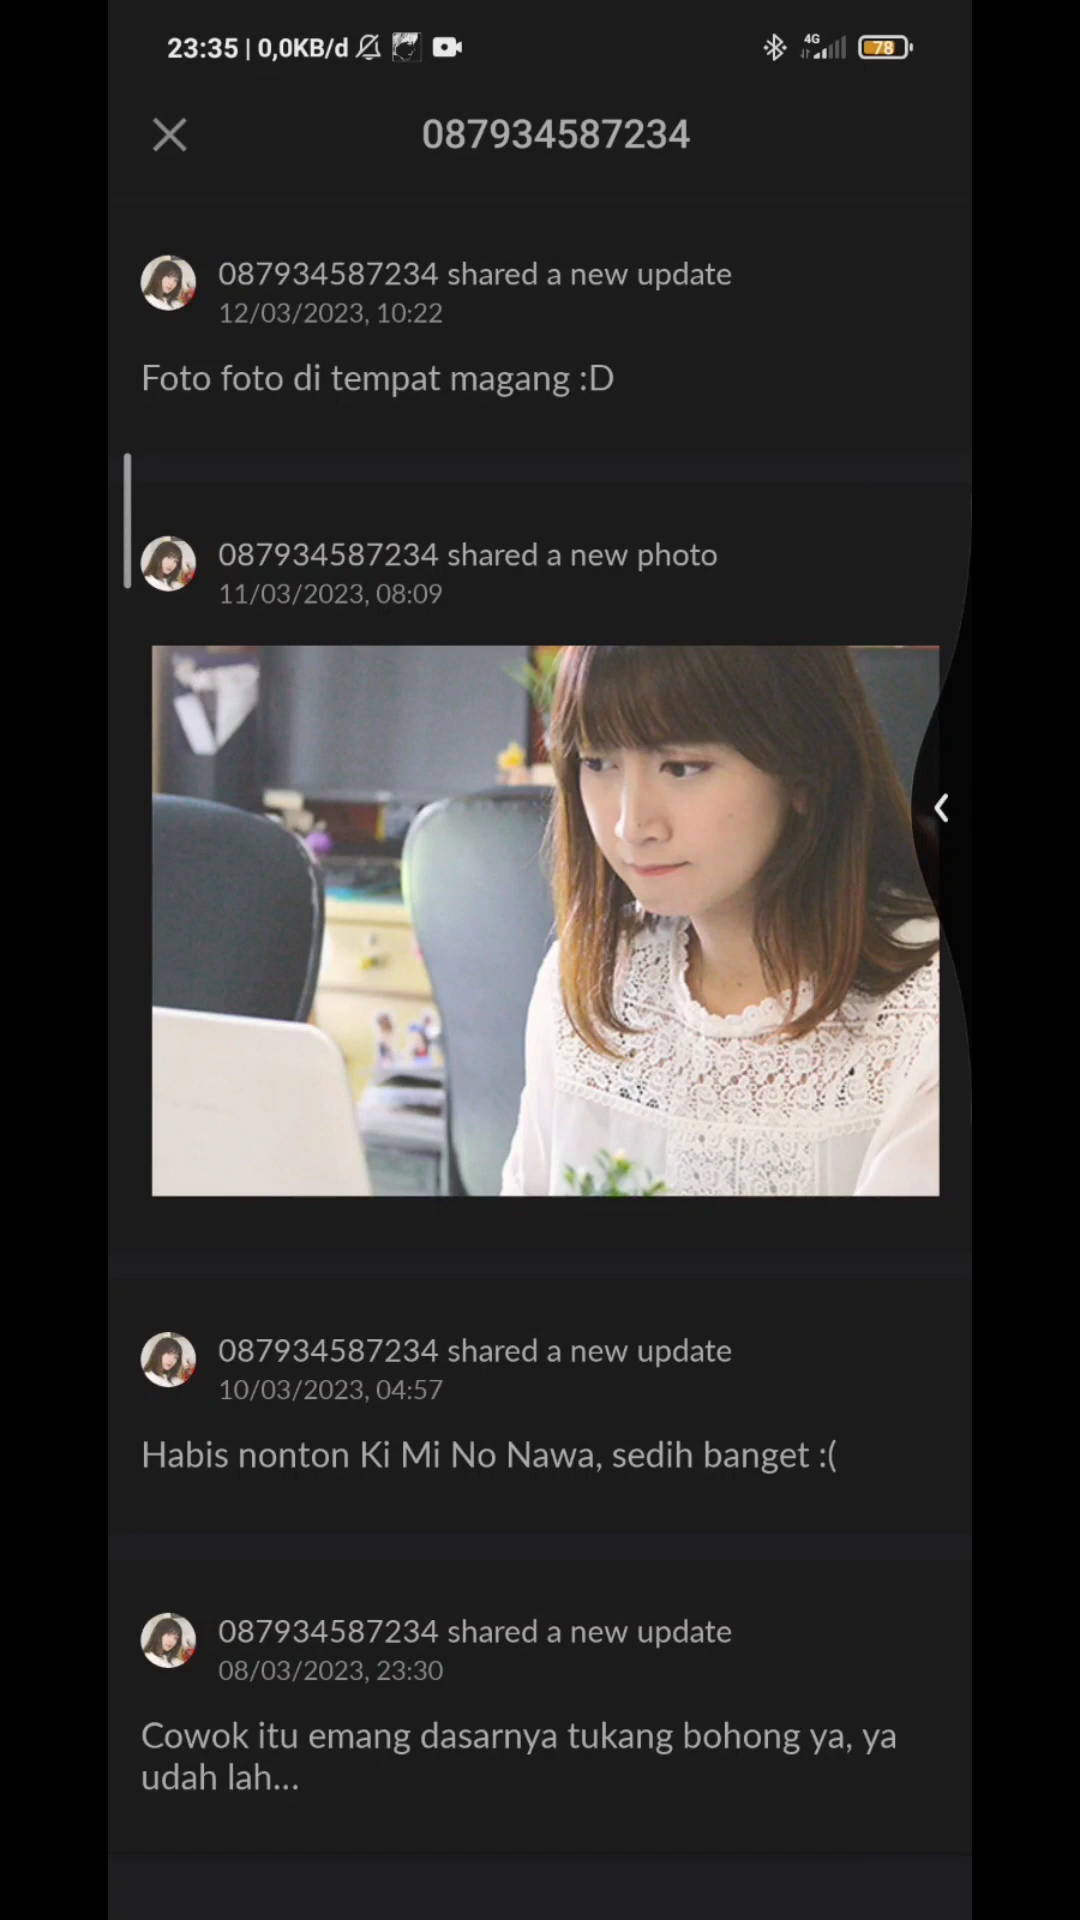 23:35 | 0,0KB/d
4G
78
087934587234
087934587234 shared a new update
12/03/2023, 10:22
Foto foto di tempat magang :D
087934587234 shared a new photo
11/03/2023, 08:09
087934587234 shared a new update
10/03/2023, 04:57
Habis nonton Ki Mi No Nawa, sedih banget :(
087934587234 shared a new update
08/03/2023, 23:30
Cowok itu emang dasarnya tukang bohong ya, ya
udah lah...